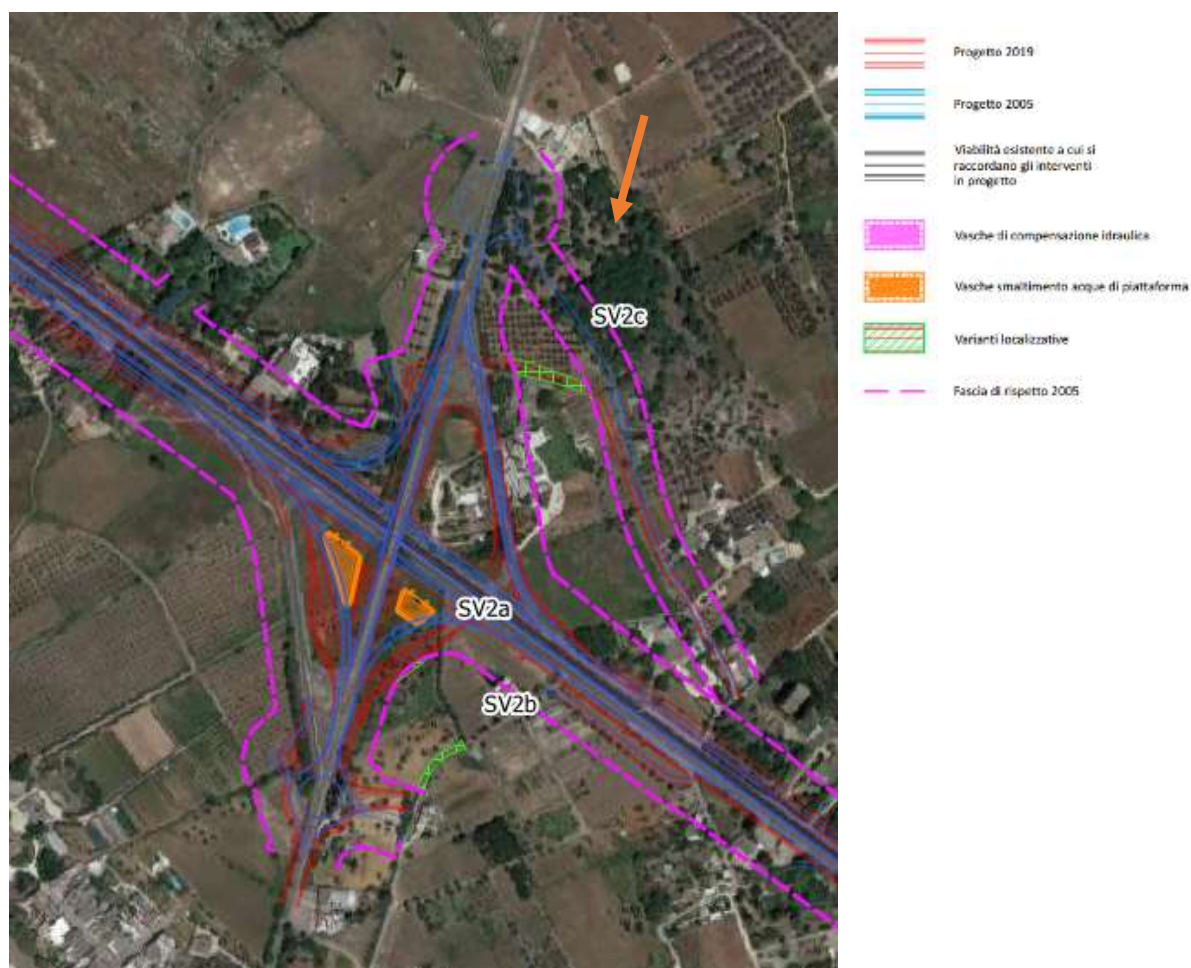 Progetto 2019
Progetto 2005
Viabilità esistente a cui si
raccordano gli interventi
in progetto
Vasche di compensazione idraulica
Vasche smaltimento acque di piattaforma
Varianti localizzative
Fascia di rispetto 2005
SV2c
SV2a
SV2b